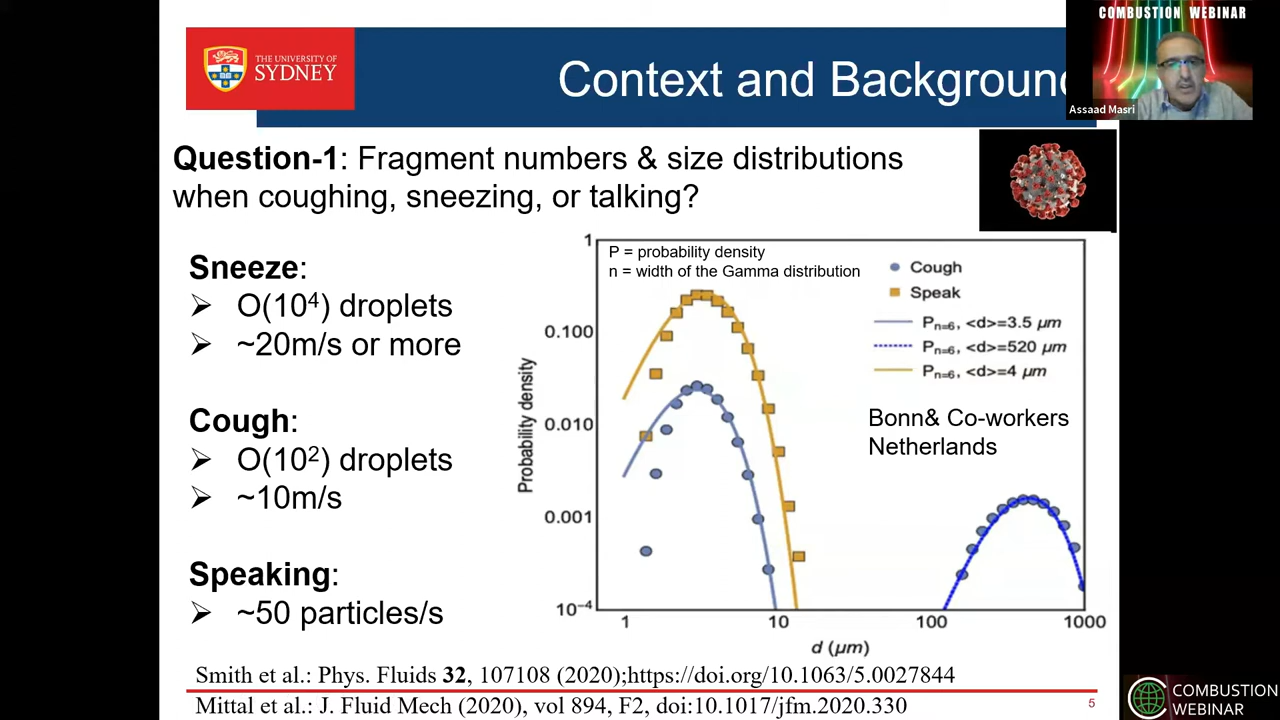 COMBUSTION WEBINAR
Assaad Masri
THE UNIVERSITY OF
SYDNEY
Context and Background
Question-1: Fragment numbers & size distributions
when coughing, sneezing, or talking?
Sneeze:
➢ O(10⁴) droplets
➢ ~20m/s or more
Cough:
➢ O(10²) droplets
➢ ~10m/s
Speaking:
➢ ~50 particles/s
P = probability density
n = width of the Gamma distribution
Cough
Speak
Pₙ₌₆, <d>=3.5 μm
Pₙ₌₆, <d>=520 μm
Pₙ₌₆, <d>=4 μm
Bonn& Co-workers
Netherlands
Probability density
1
0.100
0.010
0.001
10⁻⁴
1 10 100 1000
d (μm)
Smith et al.: Phys. Fluids 32, 107108 (2020);https://doi.org/10.1063/5.0027844
Mittal et al.: J. Fluid Mech (2020), vol 894, F2, doi:10.1017/jfm.2020.330
5
COMBUSTION
WEBINAR